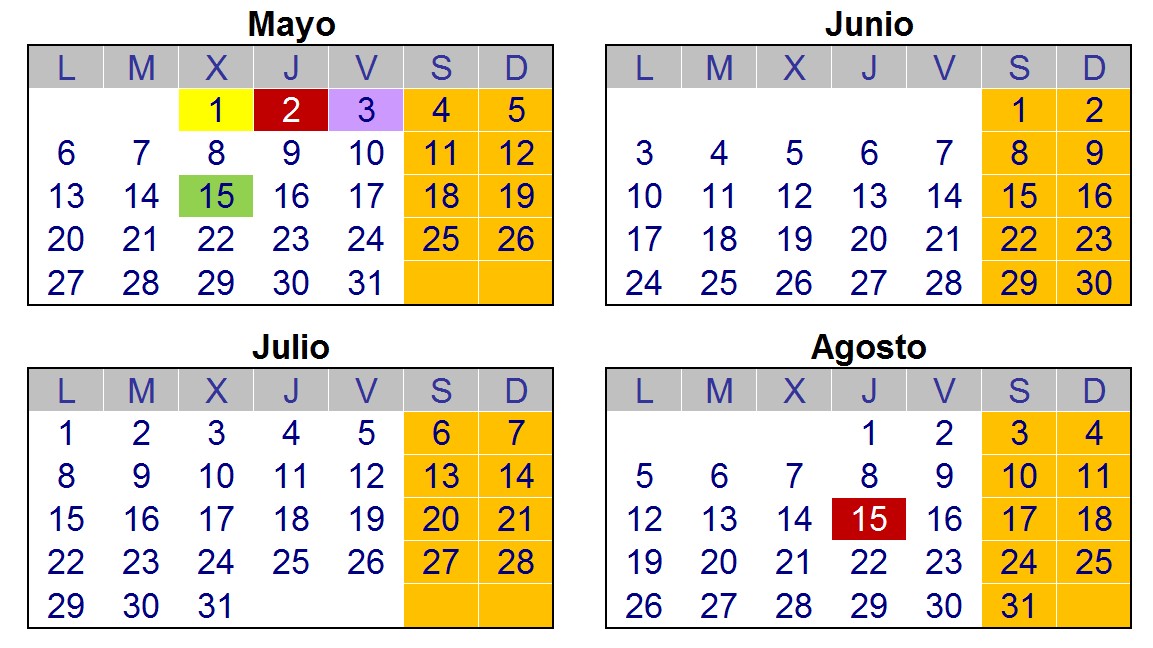 Mayo
L M X J V S D
1 2 3 4 5
6 7 8 9 10 11 12
13 14 15 16 17 18 19
20 21 22 23 24 25 26
27 28 29 30 31
Junio
L M X J V S D
1 2
3 4 5 6 7 8 9
10 11 12 13 14 15 16
17 18 19 20 21 22 23
24 25 26 27 28 29 30
Julio
L M X J V S D
1 2 3 4 5 6 7
8 9 10 11 12 13 14
15 16 17 18 19 20 21
22 23 24 25 26 27 28
29 30 31
Agosto
L M X J V S D
1 2 3 4
5 6 7 8 9 10 11
12 13 14 15 16 17 18
19 20 21 22 23 24 25
26 27 28 29 30 31